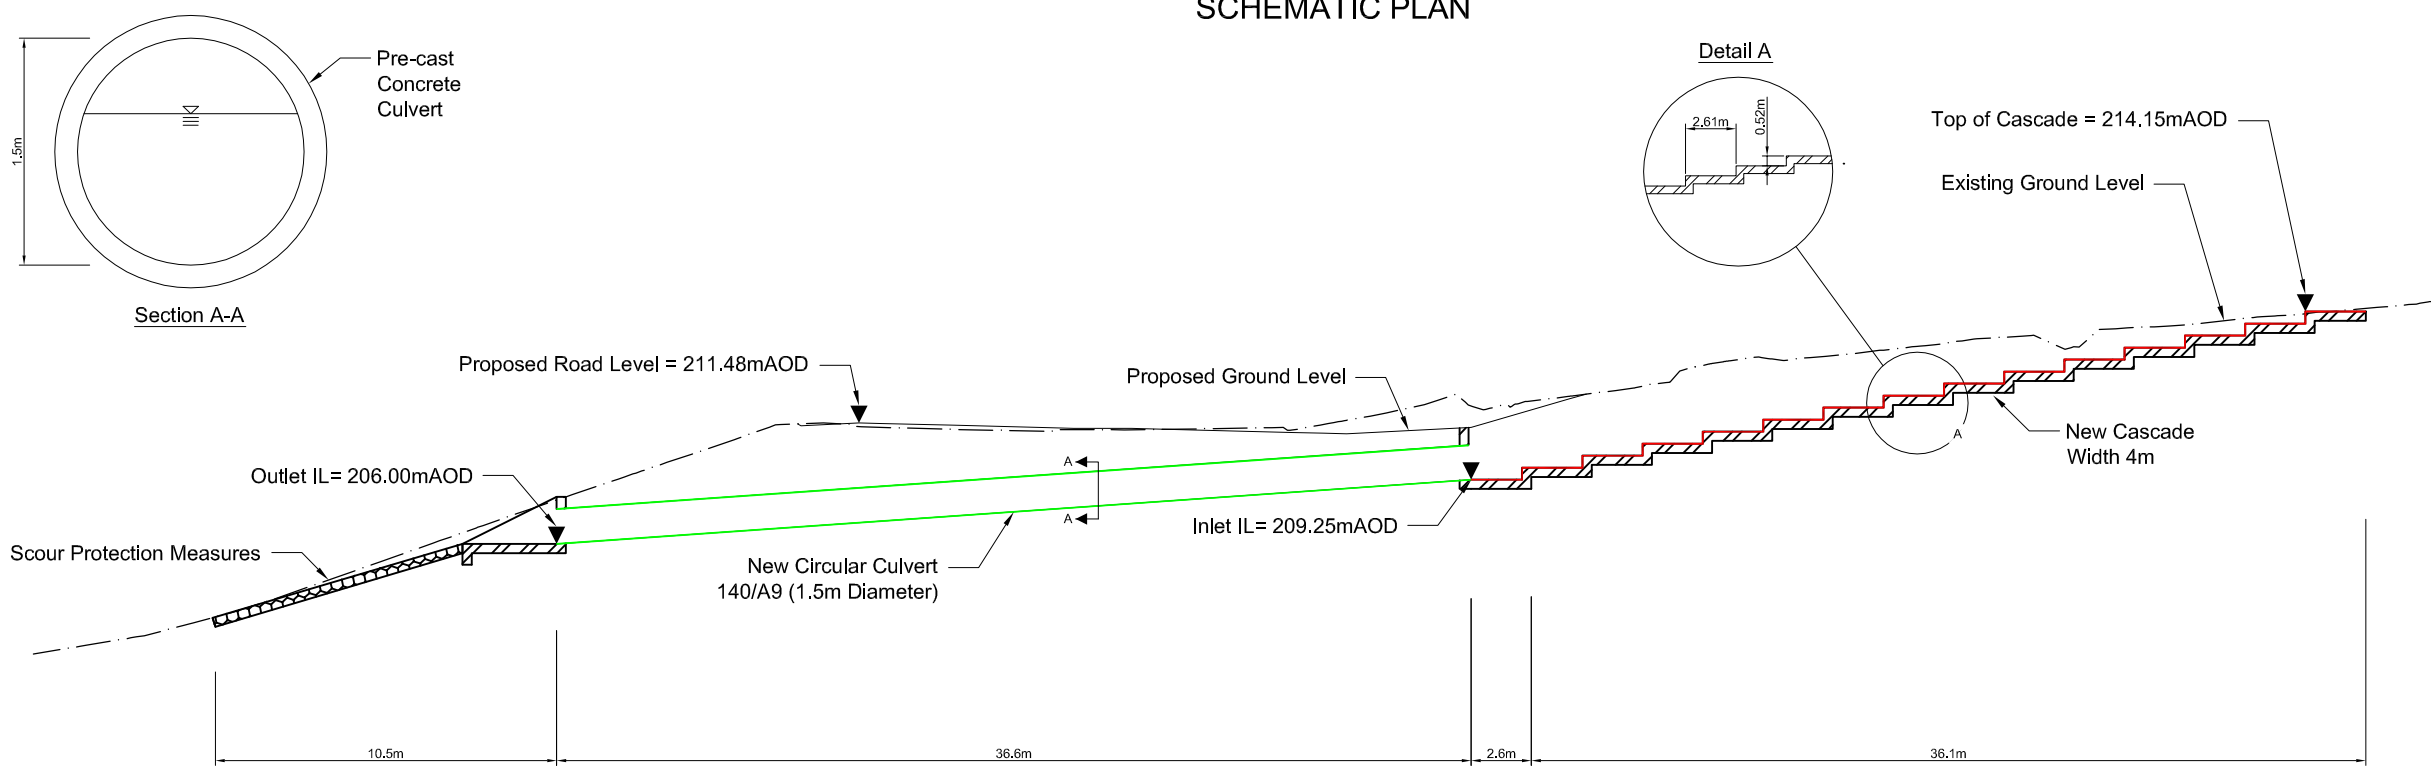 SCHEMATIC PLAN
Pre-cast
Concrete
Culvert
1.5m
Section A-A
Detail A
2.61m
0.52m
Top of Cascade = 214.15mAOD
Existing Ground Level
Proposed Road Level = 211.48mAOD
Proposed Ground Level
Outlet IL= 206.00mAOD
A
A
A
New Cascade
Width 4m
Inlet IL= 209.25mAOD
Scour Protection Measures
New Circular Culvert
140/A9 (1.5m Diameter)
10.5m
36.6m
2.6m
36.1m